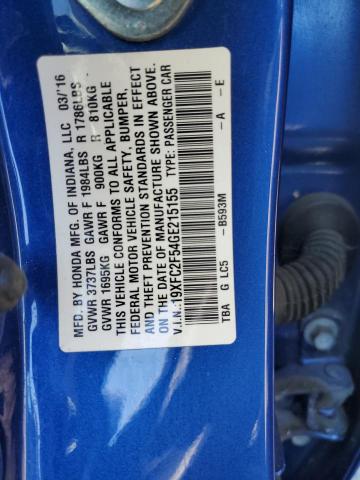 MFD. BY HONDA MFG. OF INDIANA, LLC 03/'16
GVWR 3737LBS GAWR F 1984LBS R 1786LBS
GVWR 1695KG GAWR F 900KG R 810KG
THIS VEHICLE CONFORMS TO ALL APPLICABLE
FEDERAL MOTOR VEHICLE SAFETY, BUMPER,
AND THEFT PREVENTION STANDARDS IN EFFECT
ON THE DATE OF MANUFACTURE SHOWN ABOVE.
V.I.N.:19XFC2F54GE215155 TYPE: PASSENGER CAR
TBA G LC5 -B593M -A -E